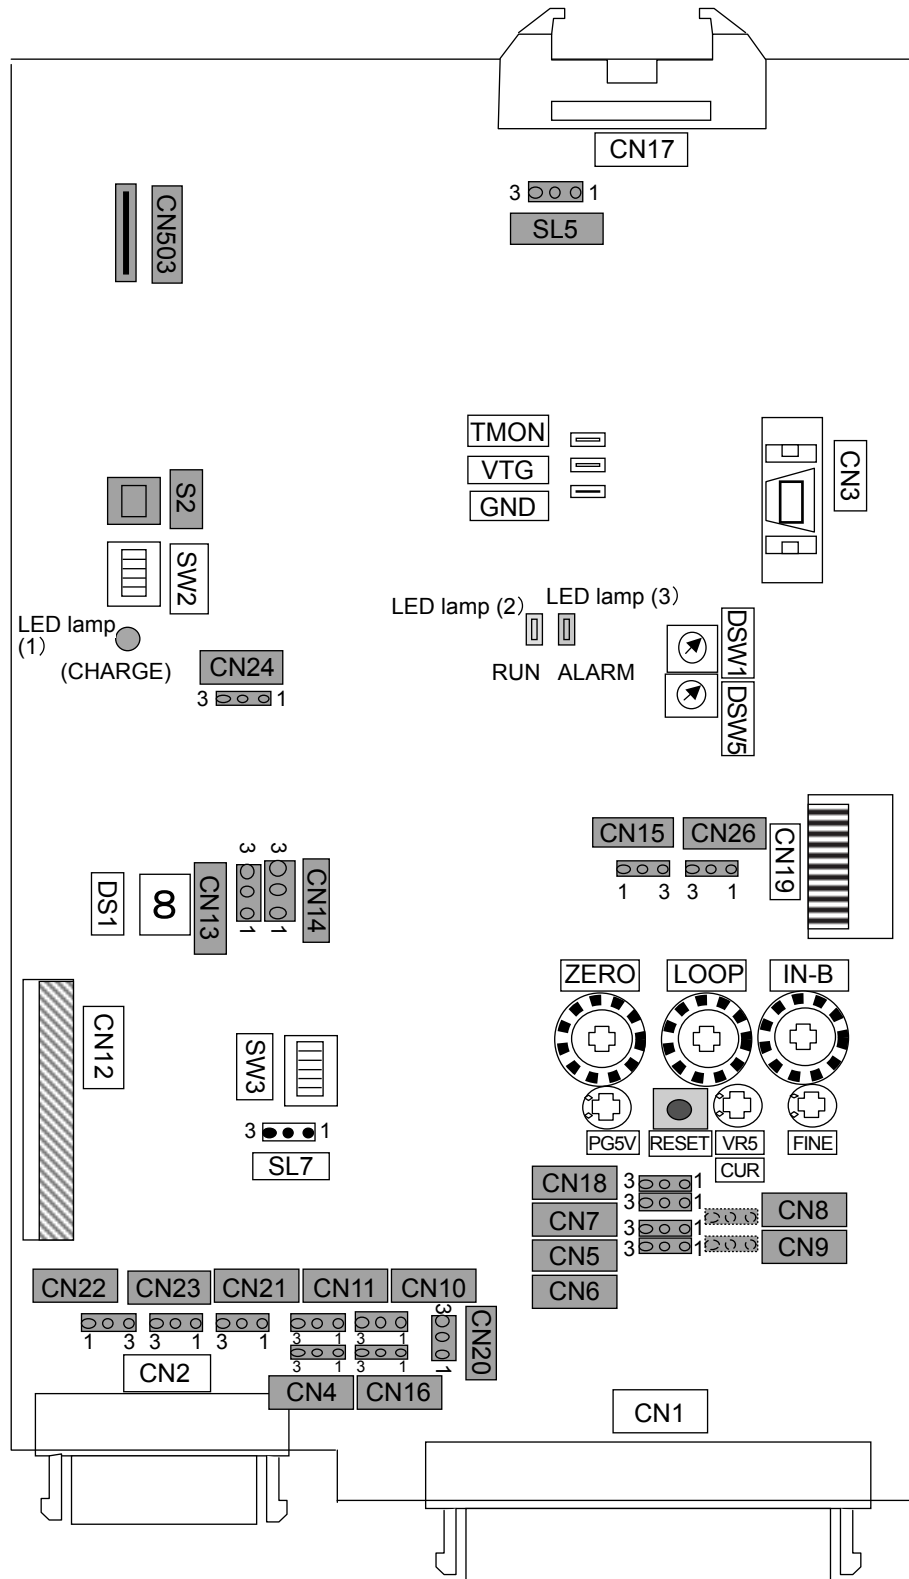 CN17
3 1
SL5
CN503
TMON
VTG
GND
CN3
S2
SW2
LED lamp
(1)
(CHARGE)
LED lamp (2)
LED lamp (3)
RUN ALARM
DSW1
DSW5
CN24
3 1
CN15 CN26
1 3 3 1
CN19
DS1
8
CN13
3 3
1 1
CN14
ZERO LOOP IN-B
CN12
SW3
3 1
SL7
PG5V RESET VR5 FINE
CUR
CN18
3 1
CN7
3 1
CN8
CN5
3 1
CN9
CN6
3 1
CN22 CN23 CN21 CN11 CN10
1 3 3 1 3 1 3 1 3 1
3 1 3 1
3
1
CN20
CN2
CN4 CN16
CN1